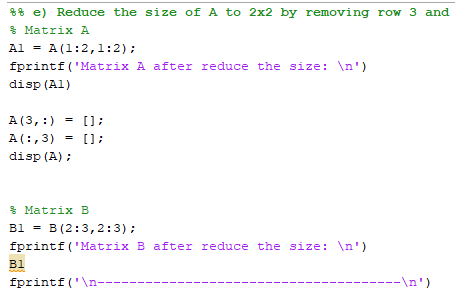 %% e) Reduce the size of A to 2x2 by removing row 3 and
% Matrix A
A1 = A(1:2,1:2);
fprintf('Matrix A after reduce the size: \n')
disp(A1)
A(3,:) = [];
A(:,3) = [];
disp(A);
% Matrix B
B1 = B(2:3,2:3);
fprintf('Matrix B after reduce the size: \n')
B1
fprintf('\n---------------------------------------\n')